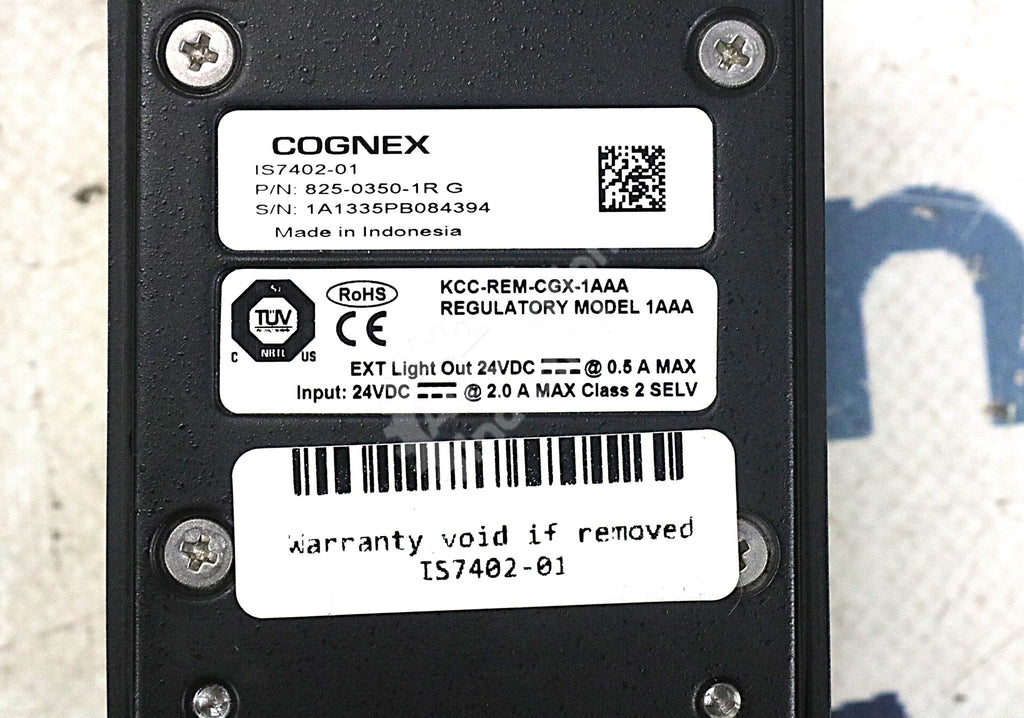 COGNEX
IS7402-01
P/N: 825-0350-1R G
S/N: 1A1335PB084394
Made in Indonesia
RoHS
KCC-REM-CGX-1AAA
REGULATORY MODEL 1AAA
TÜV
CE
C NRTL US
EXT Light Out 24VDC @ 0.5 A MAX
Input: 24VDC @ 2.0 A MAX Class 2 SELV
Warranty void if removed
IS7402-01